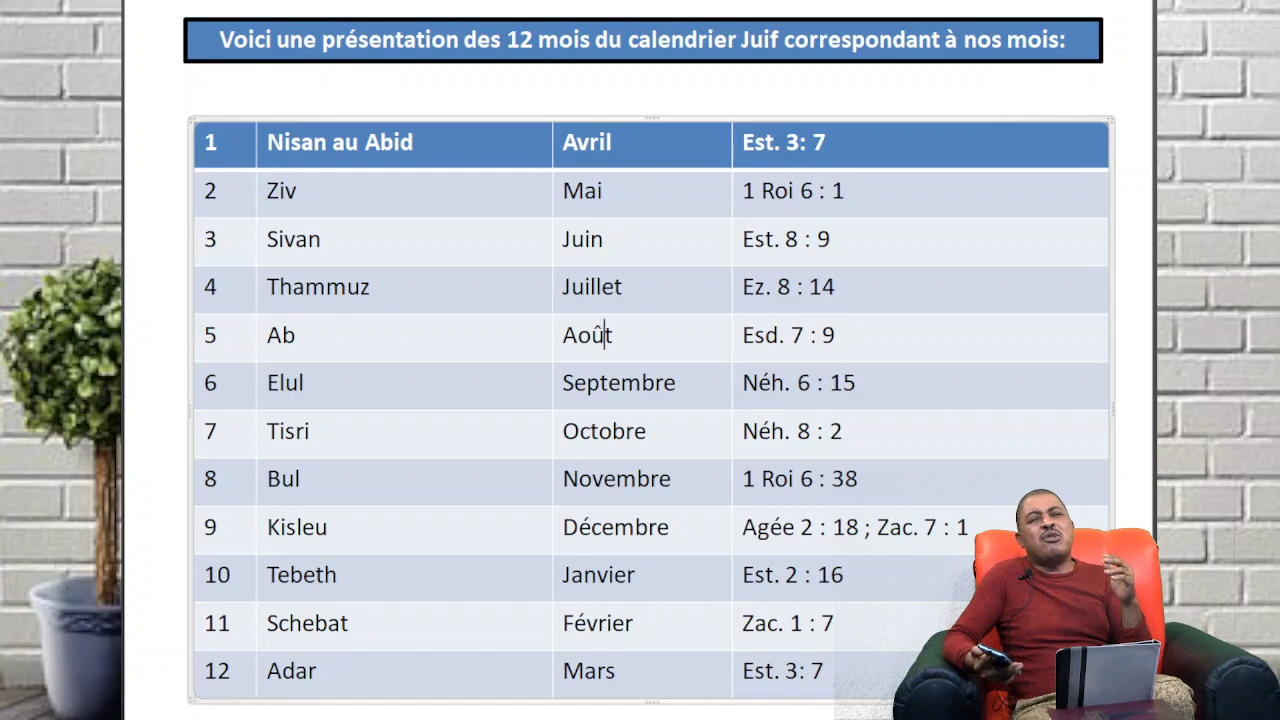 Voici une présentation des 12 mois du calendrier Juif correspondant à nos mois:
1 Nisan au Abid Avril Est. 3: 7
2 Ziv Mai 1 Roi 6 : 1
3 Sivan Juin Est. 8 : 9
4 Thammuz Juillet Ez. 8 : 14
5 Ab Août Esd. 7 : 9
6 Elul Septembre Néh. 6 : 15
7 Tisri Octobre Néh. 8 : 2
8 Bul Novembre 1 Roi 6 : 38
9 Kisleu Décembre Agée 2 : 18 ; Zac. 7 : 1
10 Tebeth Janvier Est. 2 : 16
11 Schebat Février Zac. 1 : 7
12 Adar Mars Est. 3: 7